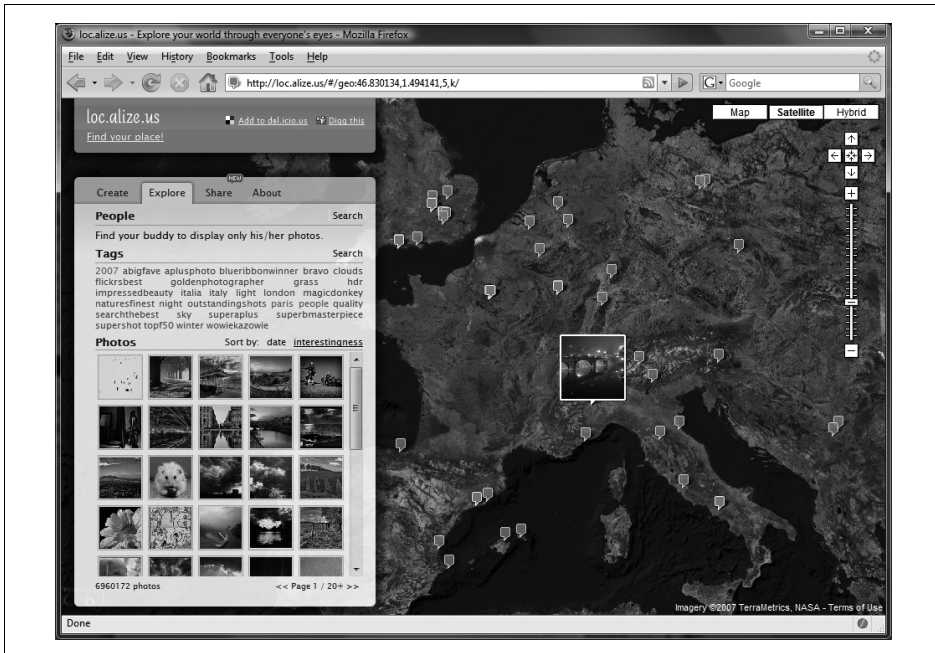 loc.alize.us - Explore your world through everyone's eyes - Mozilla Firefox
File Edit View History Bookmarks Tools Help
http://loc.alize.us/#/geo:46.830134,1.494141,5,k/
G Google
loc.alize.us
Add to del.icio.us Digg this
Find your place!
Map Satellite Hybrid
NEW
Create Explore Share About
People Search
Find your buddy to display only his/her photos.
Tags Search
2007 abigfave aplusphoto blueribbonwinner bravo clouds
flickrsbest goldenphotographer grass hdr
impressedbeauty italia italy light london magicdonkey
naturesfinest night outstandingshots paris people quality
searchthebest sky superaplus superbmasterpiece
supershot topf50 winter wowiekazowie
Photos Sort by: date interestingness
6960172 photos << Page 1 / 20+ >>
Imagery ©2007 TerraMetrics, NASA - Terms of Use
Done